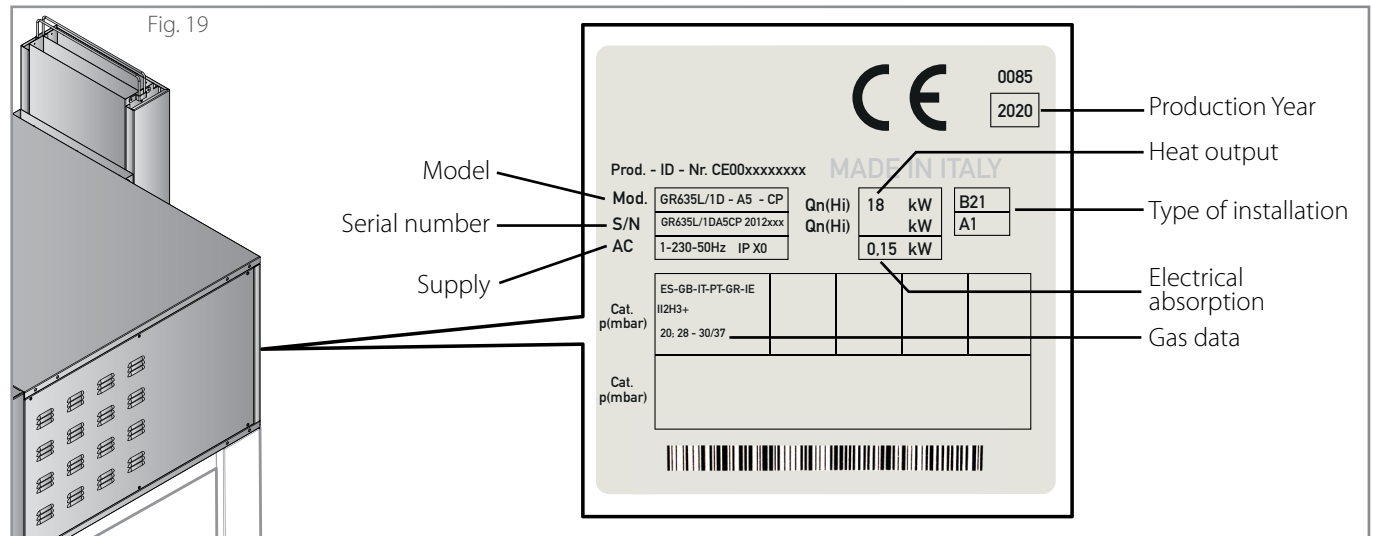 Fig. 19
CE
0085
2020
Production Year
Heat output
Type of installation
Electrical
absorption
Gas data
Model
Serial number
Supply
Prod. - ID - Nr. CE00xxxxxxxx
MADE IN ITALY
Mod. GR635L/1D - A5 - CP Qn(Hi) 18 kW B21
S/N GR635L/1DA5CP 2012xxx Qn(Hi) kW A1
AC 1-230-50Hz IP X0 0,15 kW
Cat.
p(mbar)
ES-GB-IT-PT-GR-IE
II2H3+
20; 28 - 30/37
Cat.
p(mbar)